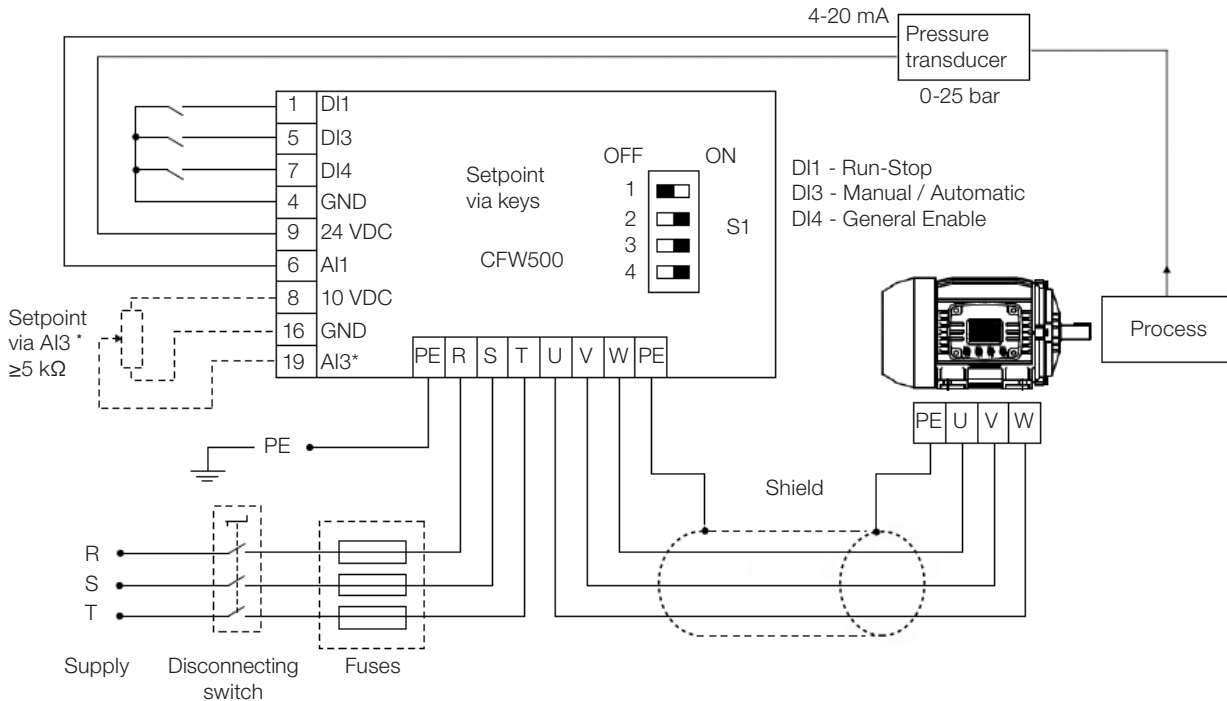 4-20 mA
Pressure
transducer
0-25 bar
1 DI1
5 DI3
7 DI4
4 GND
9 24 VDC
6 AI1
8 10 VDC
16 GND
19 AI3*
Setpoint
via AI3 *
≥5 kΩ
Setpoint
via keys
CFW500
OFF ON
1
2
3
4
S1
DI1 - Run-Stop
DI3 - Manual / Automatic
DI4 - General Enable
Process
PE R S T U V W PE
PE U V W
PE
Shield
R
S
T
Supply
Disconnecting
switch
Fuses